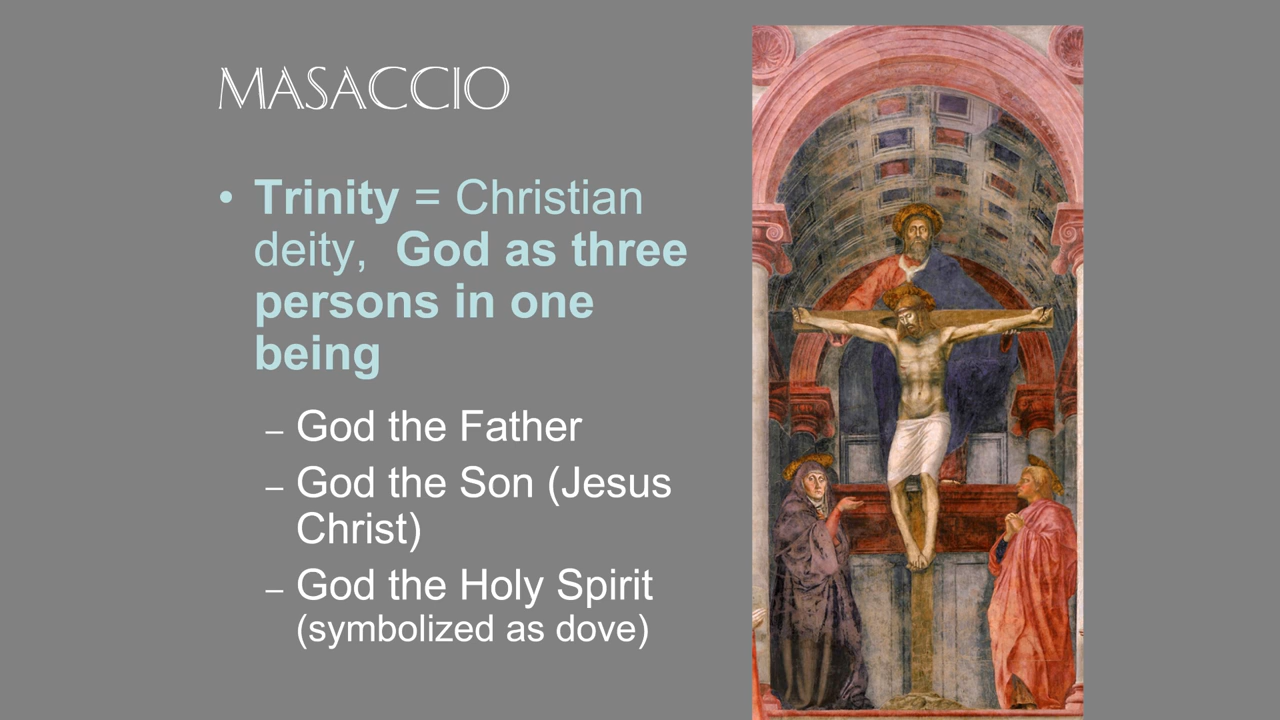 MASACCIO
• Trinity = Christian
deity, God as three
persons in one
being
– God the Father
– God the Son (Jesus
Christ)
– God the Holy Spirit
(symbolized as dove)